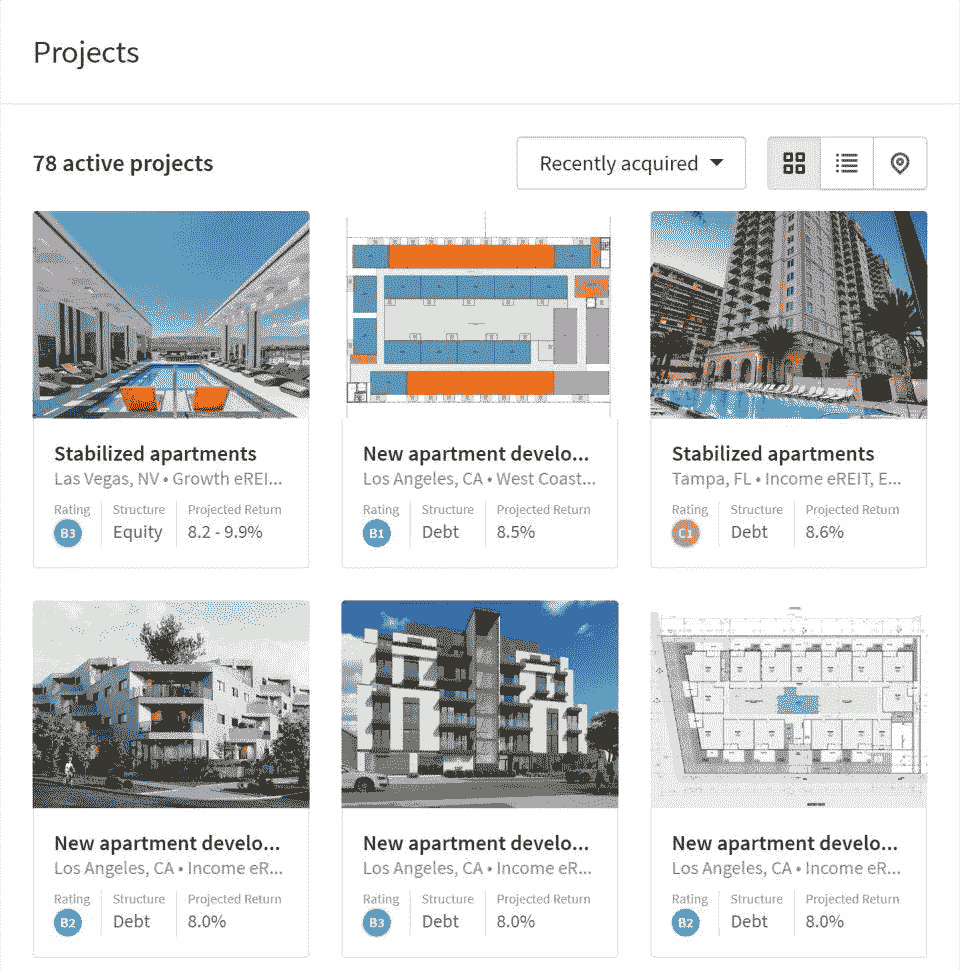 Projects
78 active projects
Recently acquired
Stabilized apartments
Las Vegas, NV • Growth eREI...
Rating Structure Projected Return
B3 Equity 8.2 - 9.9%
New apartment develo...
Los Angeles, CA • West Coast...
Rating Structure Projected Return
B1 Debt 8.5%
Stabilized apartments
Tampa, FL • Income eREIT, E...
Rating Structure Projected Return
C1 Debt 8.6%
New apartment develo...
Los Angeles, CA • Income eR...
Rating Structure Projected Return
B2 Debt 8.0%
New apartment develo...
Los Angeles, CA • Income eR...
Rating Structure Projected Return
B3 Debt 8.0%
New apartment develo...
Los Angeles, CA • Income eR...
Rating Structure Projected Return
B2 Debt 8.0%